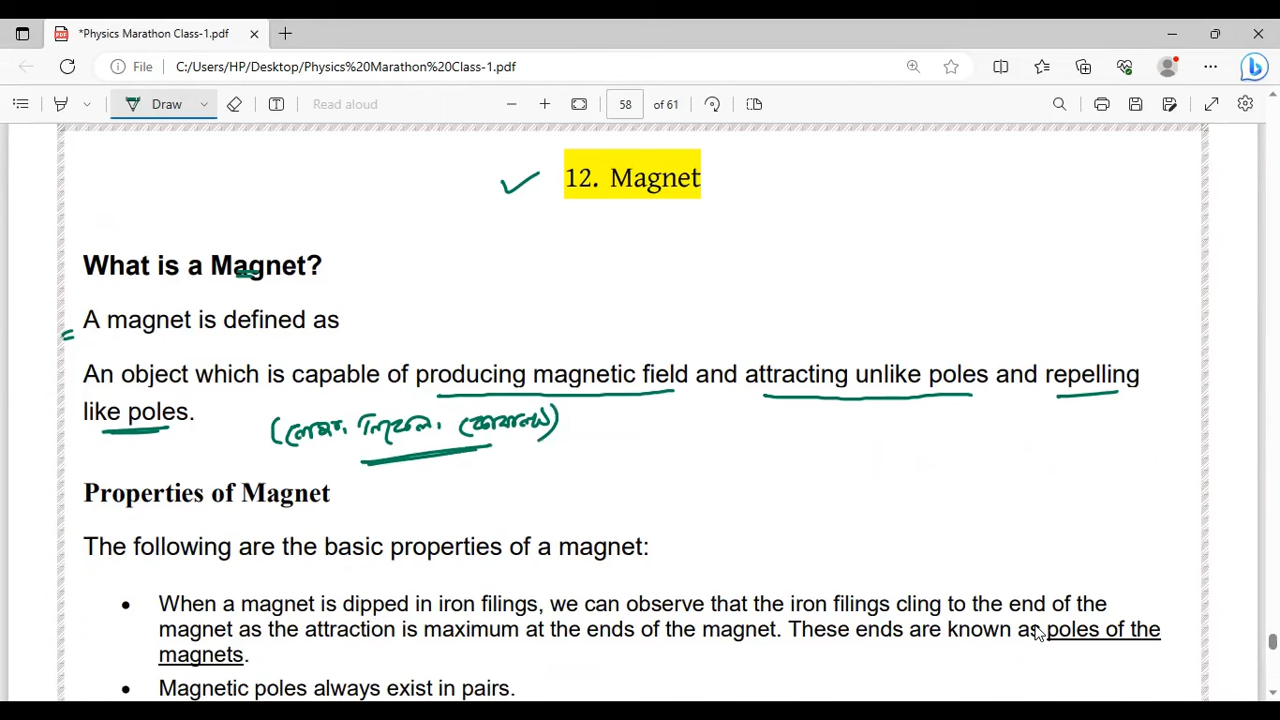 *Physics Marathon Class-1.pdf
File C:/Users/HP/Desktop/Physics%20Marathon%20Class-1.pdf
Draw Read aloud 58 of 61
12. Magnet
What is a Magnet?
A magnet is defined as
An object which is capable of producing magnetic field and attracting unlike poles and repelling
like poles.
(লোহা, নিকেল, কোবাল্ট)
Properties of Magnet
The following are the basic properties of a magnet:
• When a magnet is dipped in iron filings, we can observe that the iron filings cling to the end of the
magnet as the attraction is maximum at the ends of the magnet. These ends are known as poles of the
magnets.
• Magnetic poles always exist in pairs.